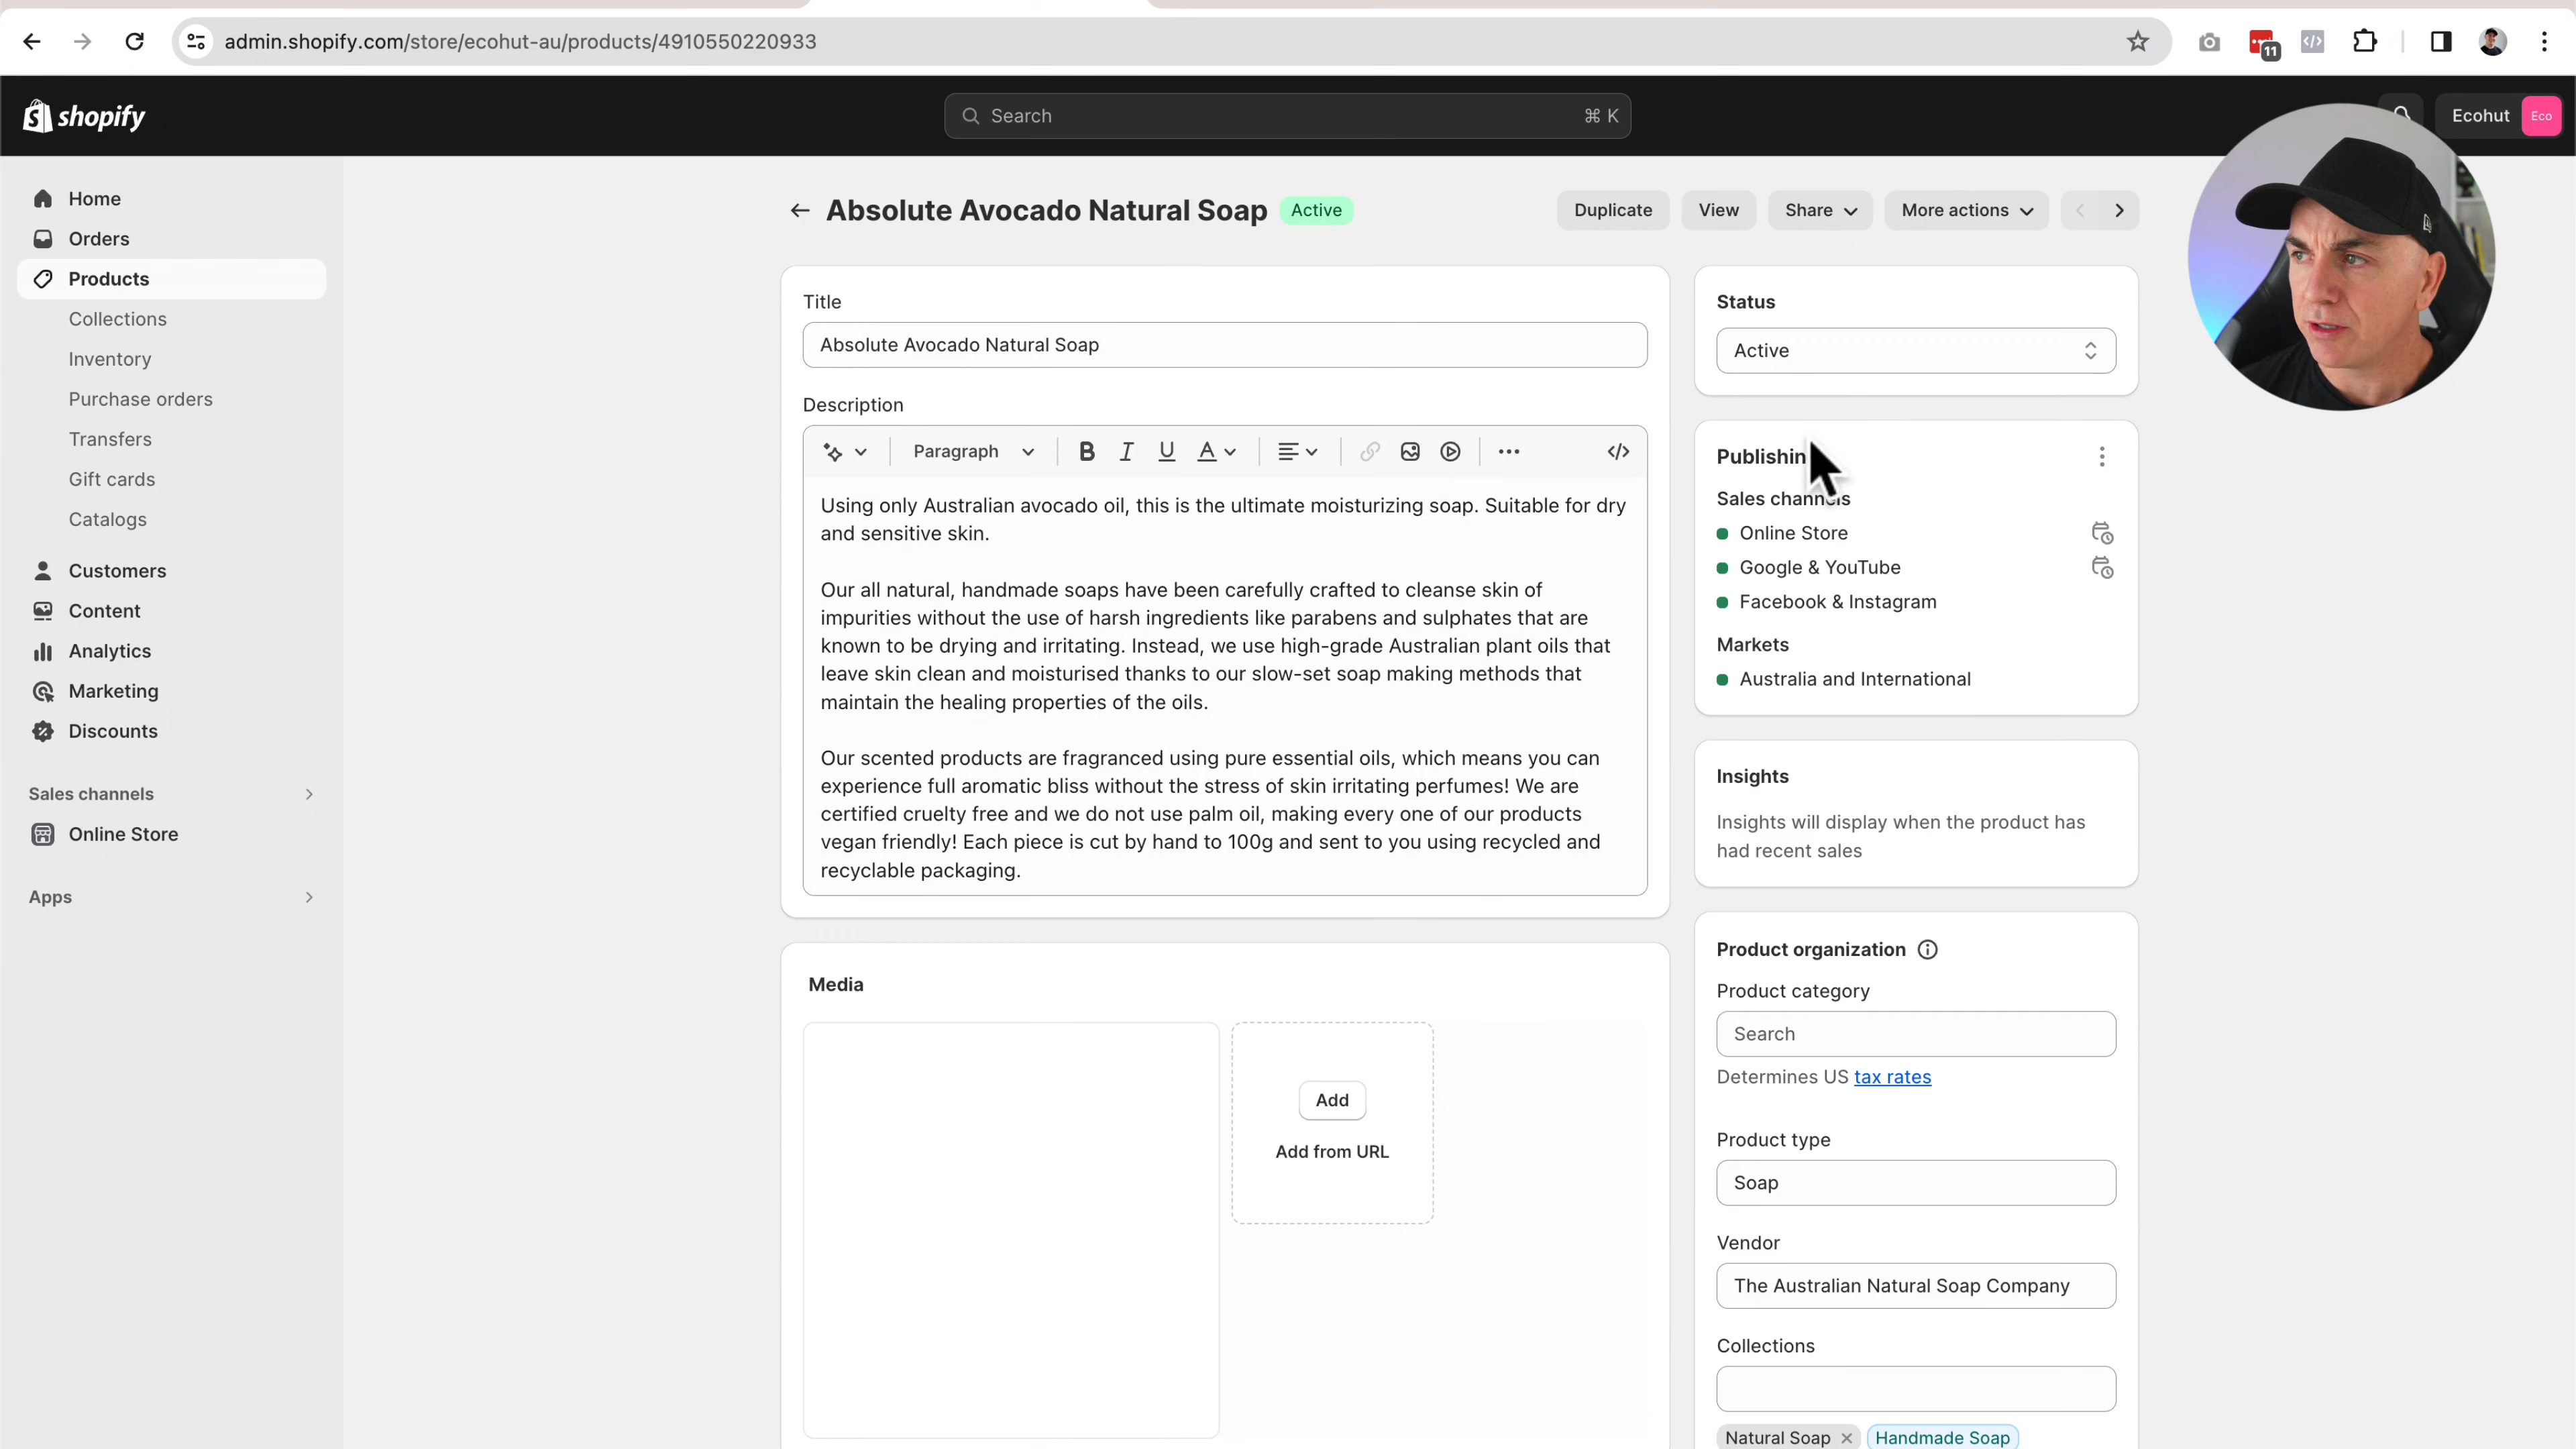 admin.shopify.com/store/ecohut-au/products/4910550220933
11
shopify
Search
⌘ K
Ecohut
Eco
Home
Orders
Products
Collections
Inventory
Purchase orders
Transfers
Gift cards
Catalogs
Customers
Content
Analytics
Marketing
Discounts
Sales channels
Online Store
Apps
Absolute Avocado Natural Soap
Active
Duplicate
View
Share
More actions
Title
Absolute Avocado Natural Soap
Description
Paragraph
B I U A
Using only Australian avocado oil, this is the ultimate moisturizing soap. Suitable for dry
and sensitive skin.
Our all natural, handmade soaps have been carefully crafted to cleanse skin of
impurities without the use of harsh ingredients like parabens and sulphates that are
known to be drying and irritating. Instead, we use high-grade Australian plant oils that
leave skin clean and moisturised thanks to our slow-set soap making methods that
maintain the healing properties of the oils.
Our scented products are fragranced using pure essential oils, which means you can
experience full aromatic bliss without the stress of skin irritating perfumes! We are
certified cruelty free and we do not use palm oil, making every one of our products
vegan friendly! Each piece is cut by hand to 100g and sent to you using recycled and
recyclable packaging.
Media
Add
Add from URL
Status
Active
Publishin
Sales channels
Online Store
Google & YouTube
Facebook & Instagram
Markets
Australia and International
Insights
Insights will display when the product has
had recent sales
Product organization
Product category
Search
Determines US tax rates
Product type
Soap
Vendor
The Australian Natural Soap Company
Collections
Natural Soap
Handmade Soap